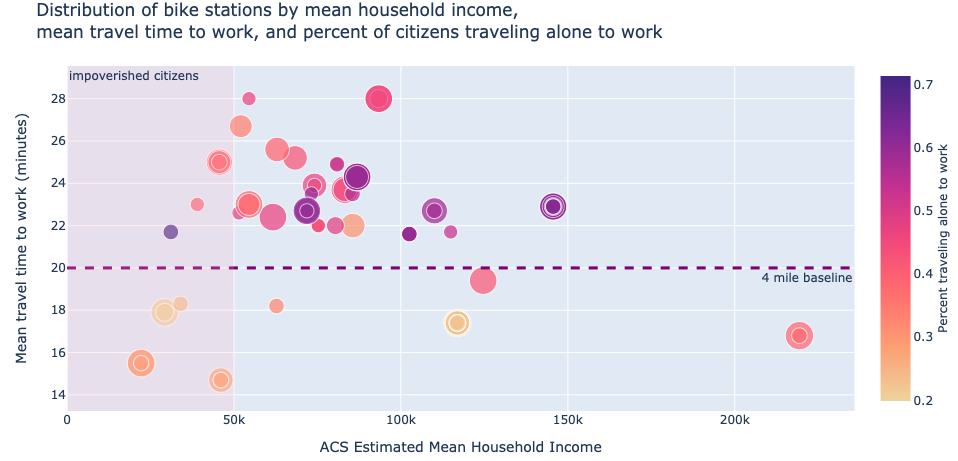 Distribution of bike stations by mean household income,
mean travel time to work, and percent of citizens traveling alone to work
impoverished citizens
4 mile baseline
Mean travel time to work (minutes)
28
26
24
22
20
18
16
14
0
50k
100k
150k
200k
ACS Estimated Mean Household Income
0.7
0.6
0.5
0.4
0.3
0.2
Percent traveling alone to work